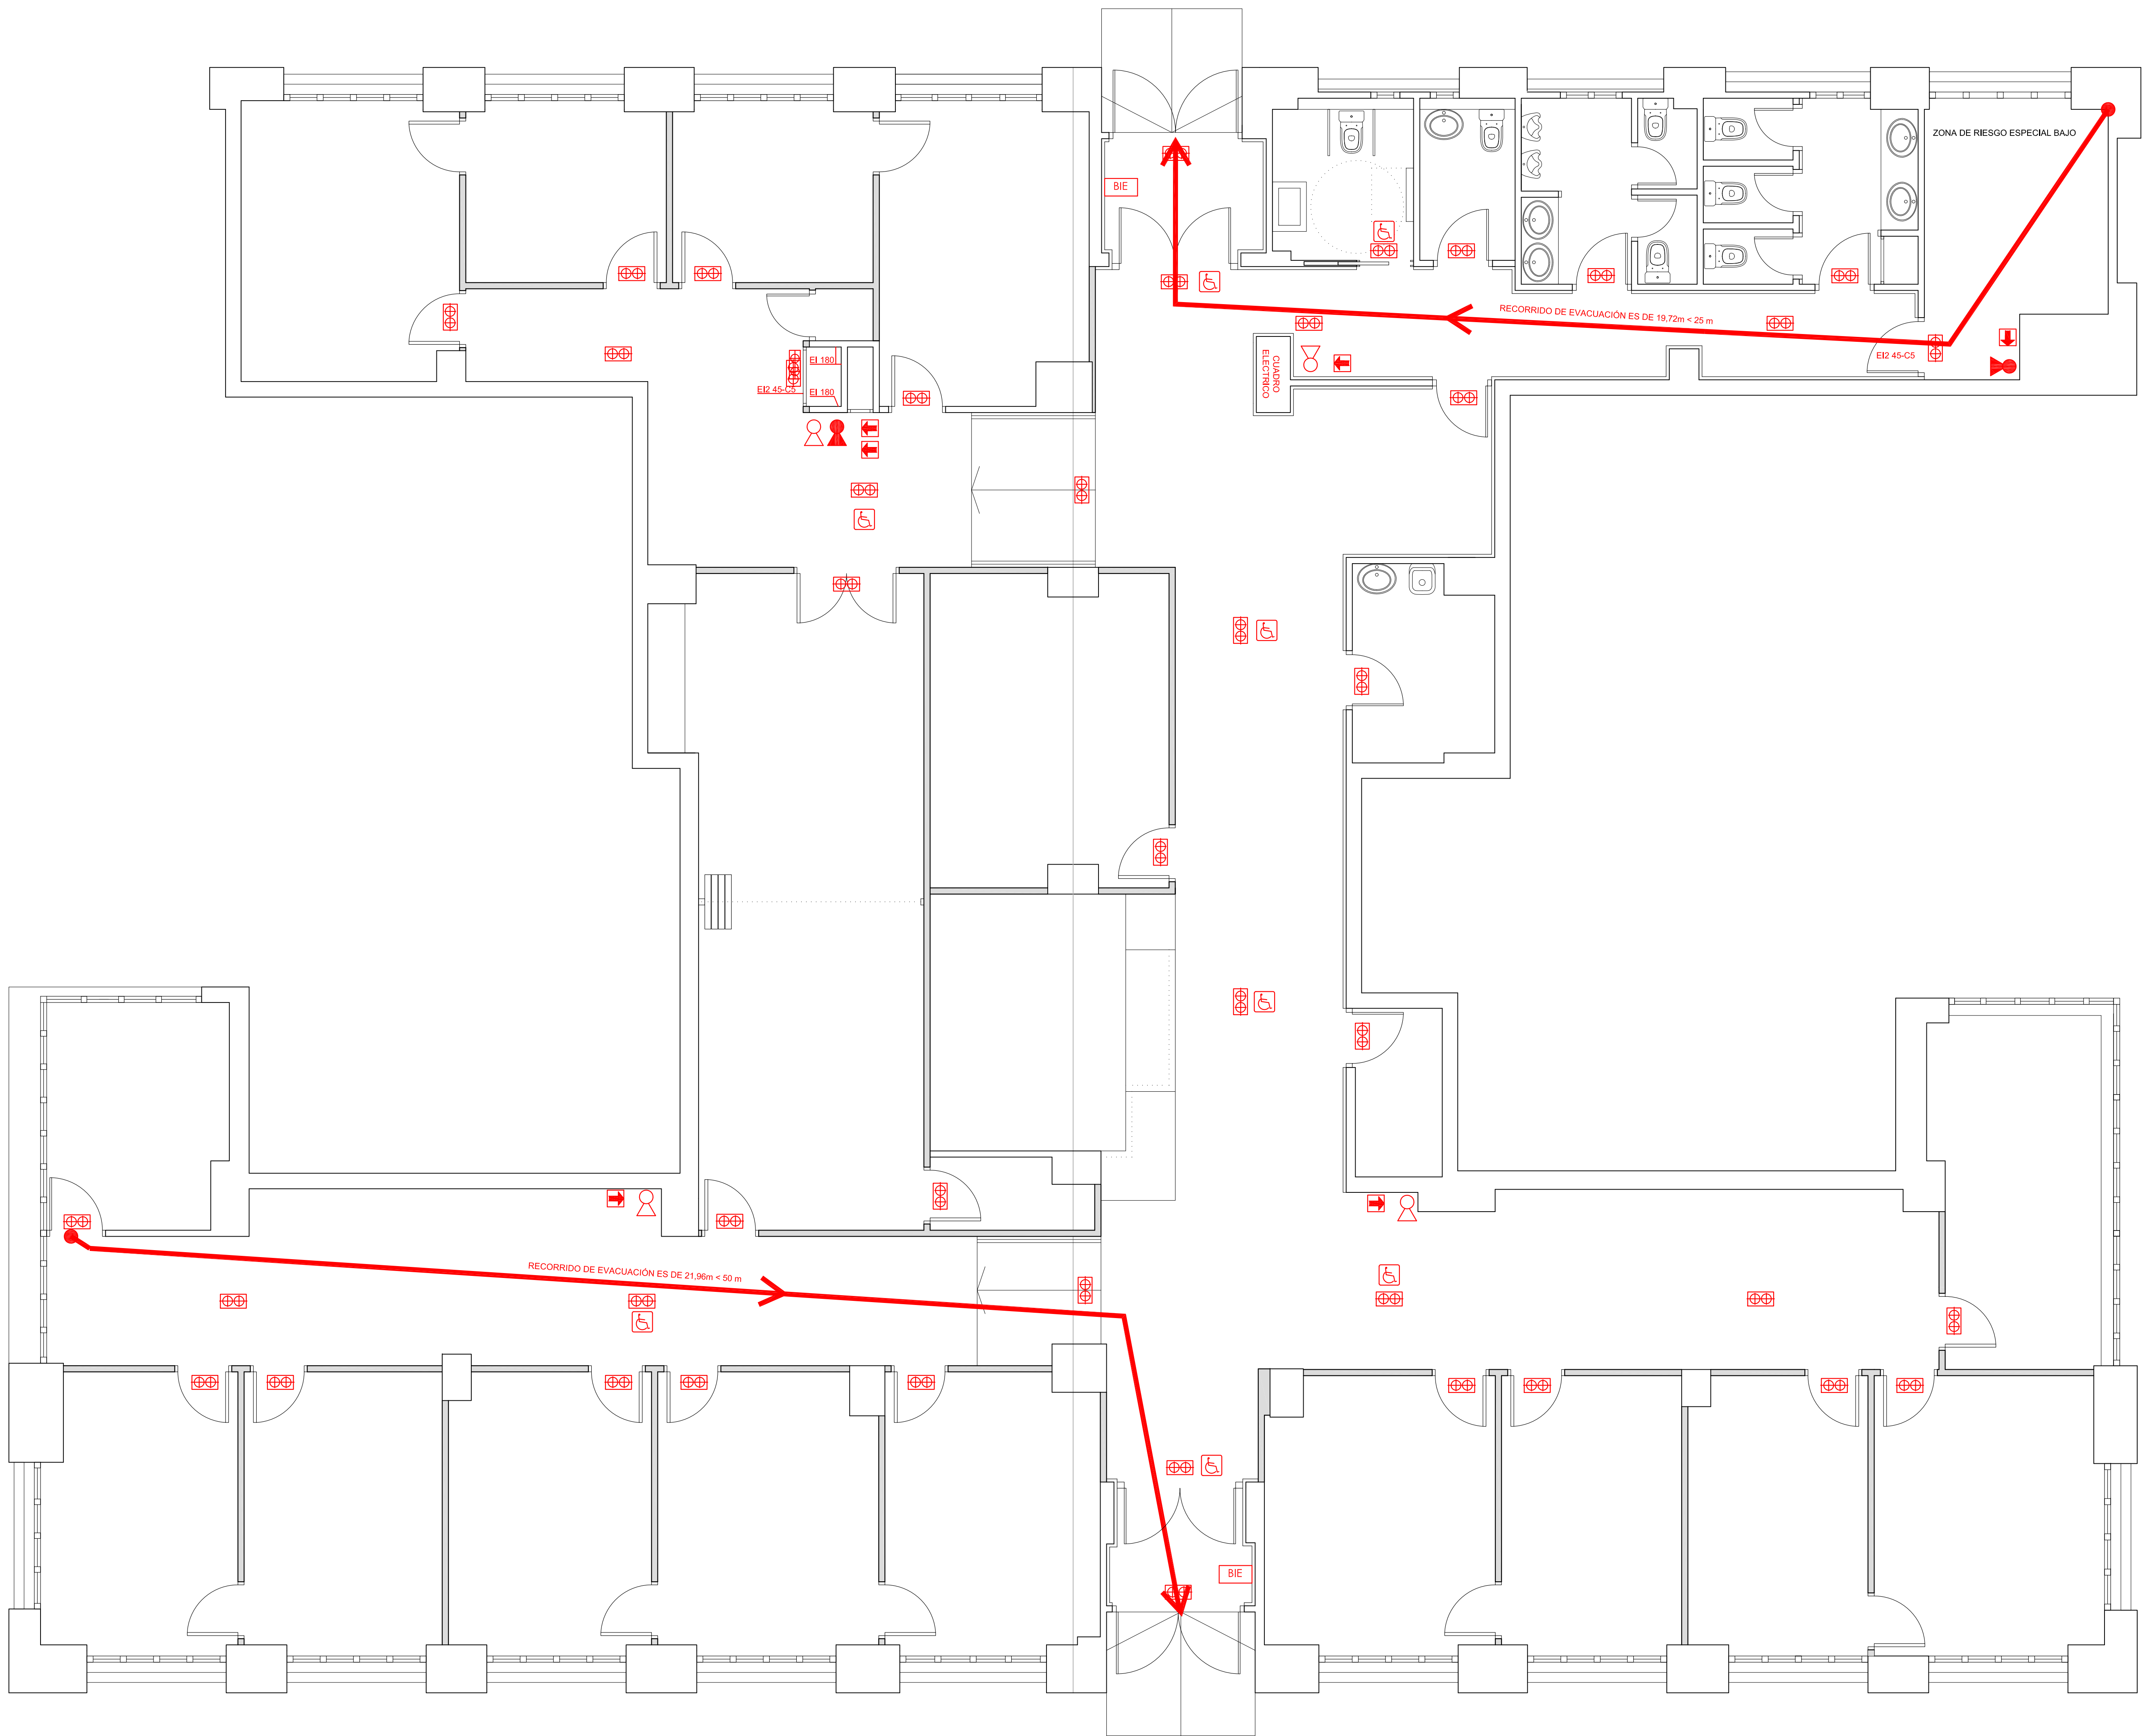 ZONA DE RIESGO ESPECIAL BAJO
BIE
RECORRIDO DE EVACUACIÓN ES DE 19,72m < 25 m
EI2 45-C5
CUADRO
ELECTRICO
EI 180
EI2 45-C5
EI 180
RECORRIDO DE EVACUACIÓN ES DE 21,96m < 50 m
BIE